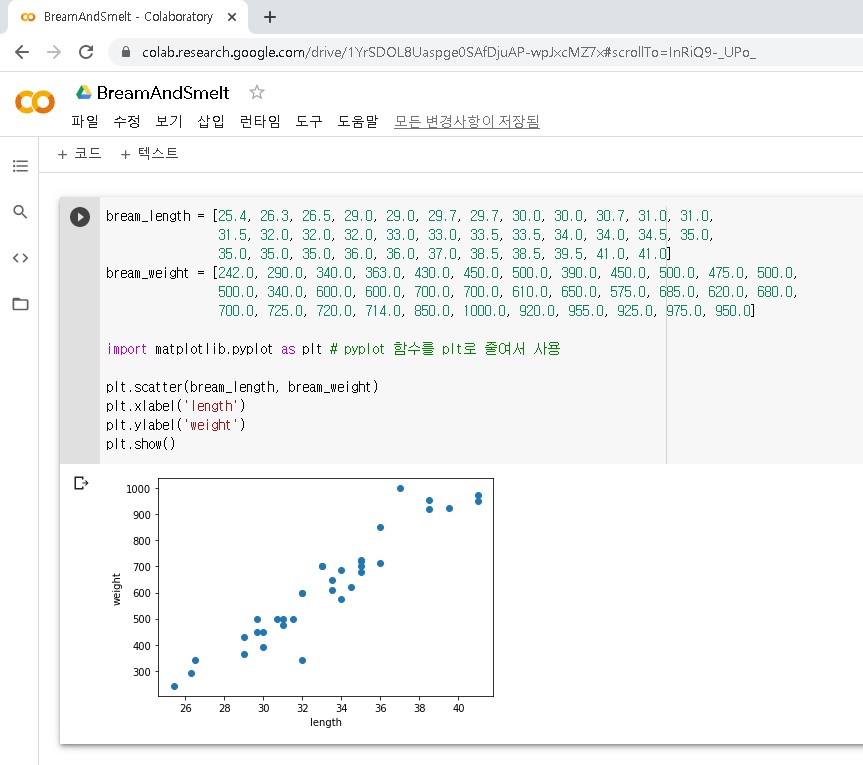 BreamAndSmelt - Colaboratory
colab.research.google.com/drive/1YrSDOL8Uaspge0SAfDjuAP-wpJxcMZ7x#scrollTo=InRiQ9-_UPo_
BreamAndSmelt
파일 수정 보기 삽입 런타임 도구 도움말 모든 변경사항이 저장됨
+ 코드 + 텍스트
bream_length = [25.4, 26.3, 26.5, 29.0, 29.0, 29.7, 29.7, 30.0, 30.0, 30.7, 31.0, 31.0,
31.5, 32.0, 32.0, 32.0, 33.0, 33.0, 33.5, 33.5, 34.0, 34.0, 34.5, 35.0,
35.0, 35.0, 35.0, 36.0, 36.0, 37.0, 38.5, 38.5, 39.5, 41.0, 41.0]
bream_weight = [242.0, 290.0, 340.0, 363.0, 430.0, 450.0, 500.0, 390.0, 450.0, 500.0, 475.0, 500.0,
500.0, 340.0, 600.0, 600.0, 700.0, 700.0, 610.0, 650.0, 575.0, 685.0, 620.0, 680.0,
700.0, 725.0, 720.0, 714.0, 850.0, 1000.0, 920.0, 955.0, 925.0, 975.0, 950.0]
import matplotlib.pyplot as plt # pyplot 함수를 plt로 줄여서 사용
plt.scatter(bream_length, bream_weight)
plt.xlabel('length')
plt.ylabel('weight')
plt.show()
1000
900
800
700
600
500
400
300
weight
26 28 30 32 34 36 38 40
length